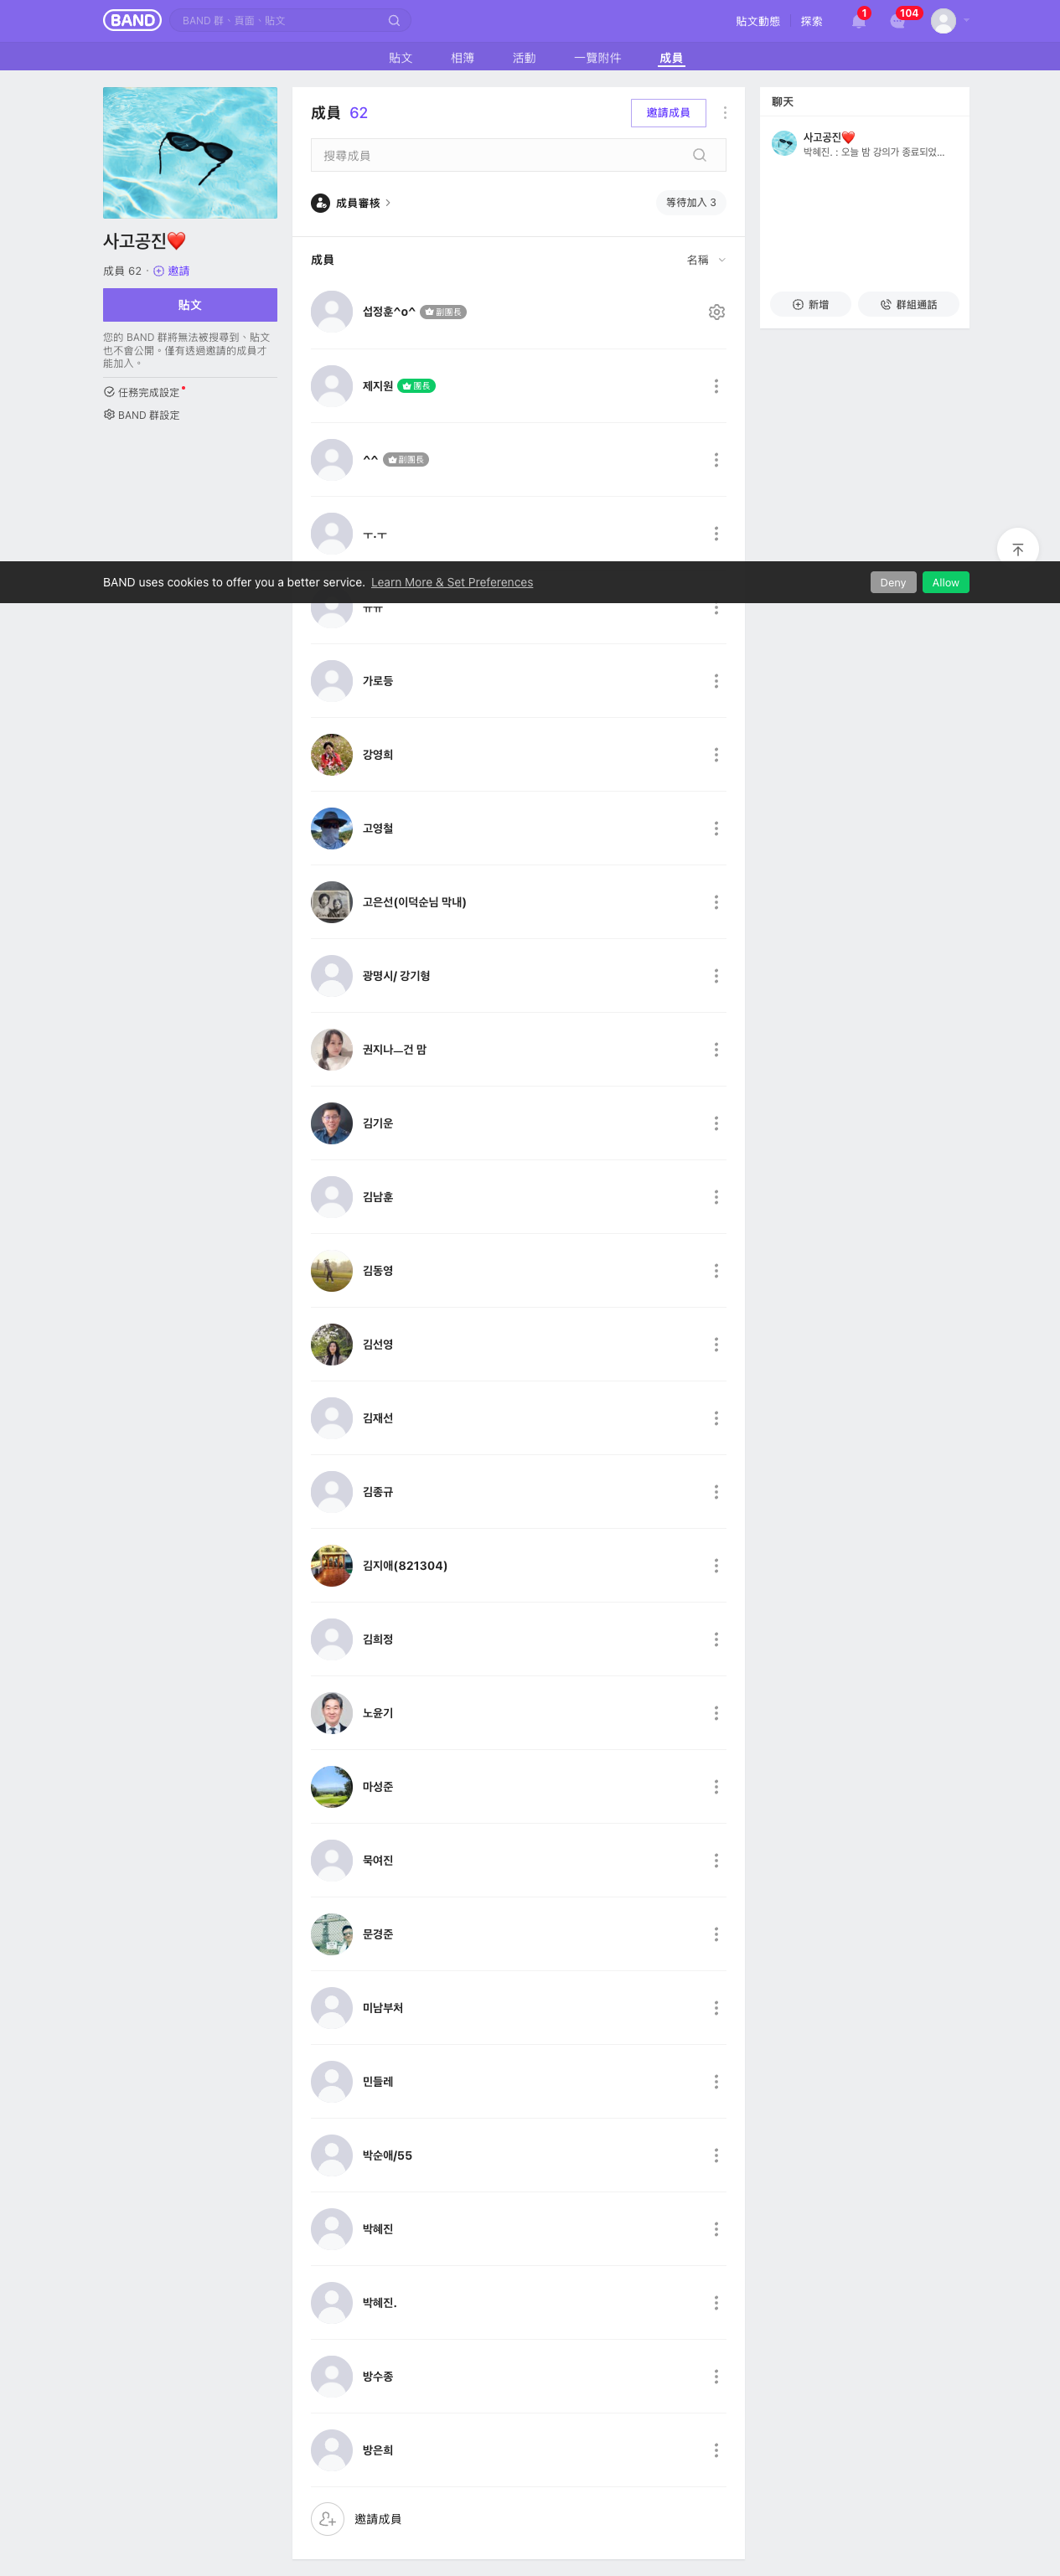 BAND
BAND 群、頁面、貼文
貼文動態
探索
1
104
貼文
相簿
活動
一覽附件
成員
사고공진❤️
成員 62 · 邀請
貼文
您的 BAND 群將無法被搜尋到、貼文
也不會公開。僅有透過邀請的成員才
能加入。
任務完成設定
BAND 群設定
成員 62
邀請成員
搜尋成員
成員審核
等待加入 3
成員
名稱
섭정훈^o^ 副團長
제지원 團長
^^ 副團長
ㅜ.ㅜ
BAND uses cookies to offer you a better service. Learn More & Set Preferences
Deny
Allow
ㅠㅠ
가로등
강영희
고영철
고은선(이덕순님 막내)
광명시/ 강기형
권지나ㅡ건 맘
김기운
김남훈
김동영
김선영
김재선
김종규
김지애(821304)
김희정
노윤기
마성준
묵여진
문경준
미남부처
민들레
박순애/55
박혜진
박혜진.
방수종
방은희
邀請成員
聊天
사고공진❤️
박혜진. : 오늘 밤 강의가 종료되었...
新增
群組通話